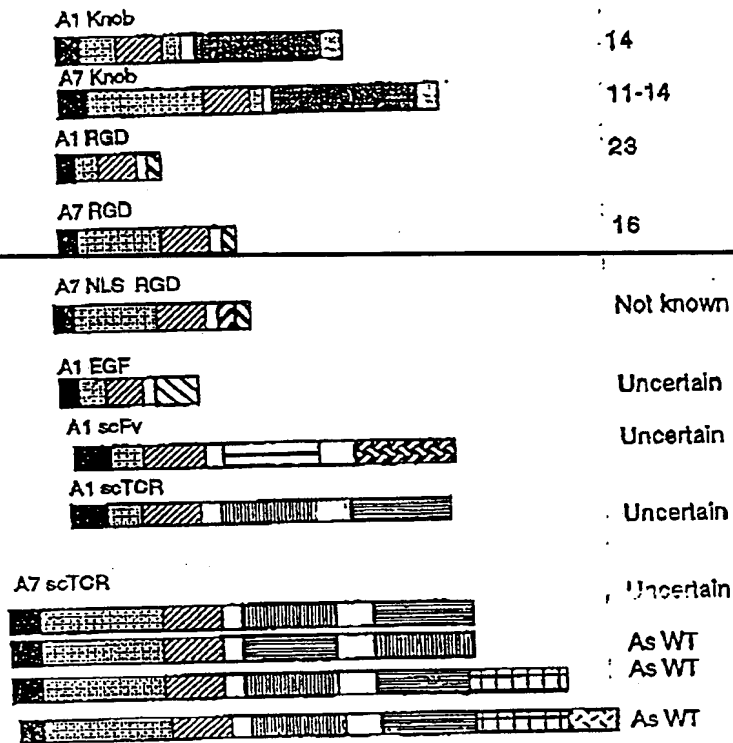 A1 Knob
14
A7 Knob
11-14
A1 RGD
23
A7 RGD
16
A7 NLS RGD
Not known
A1 EGF
Uncertain
A1 scFv
Uncertain
A1 scTCR
Uncertain
A7 scTCR
Uncertain
As WT
As WT
As WT